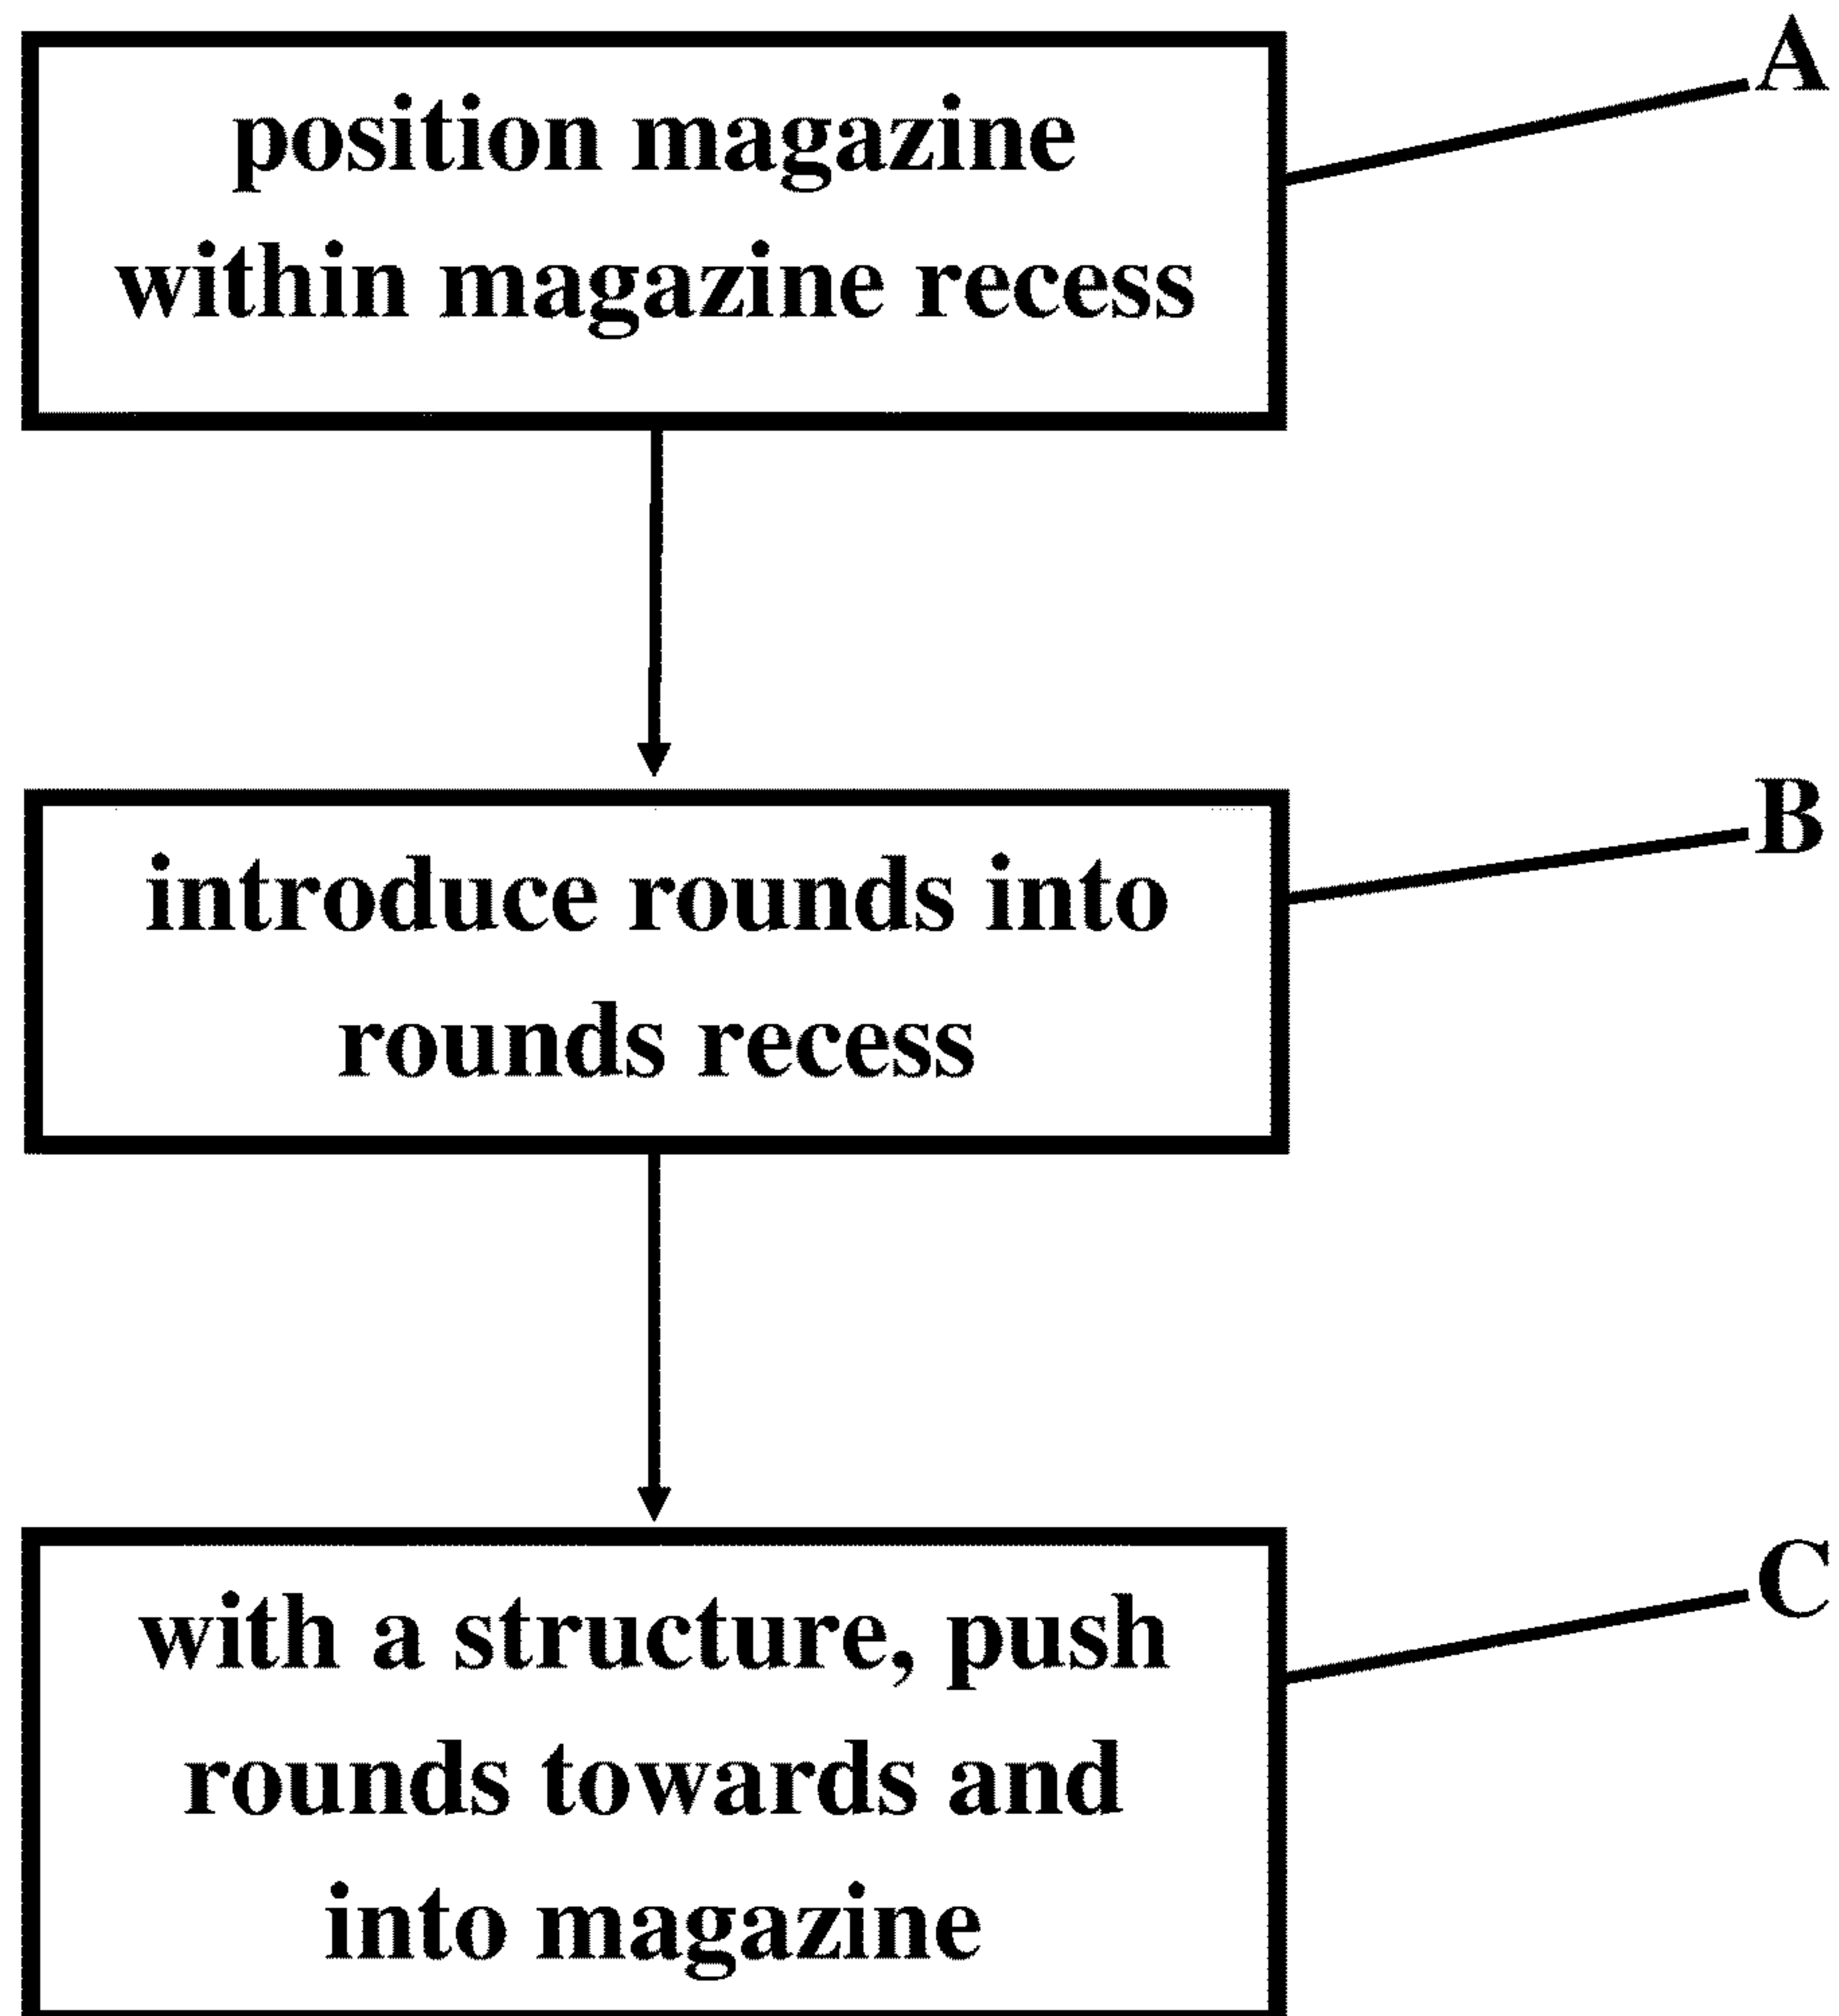 A
position magazine
within magazine recess
B
introduce rounds into
rounds recess
C
with a structure, push
rounds towards and
into magazine